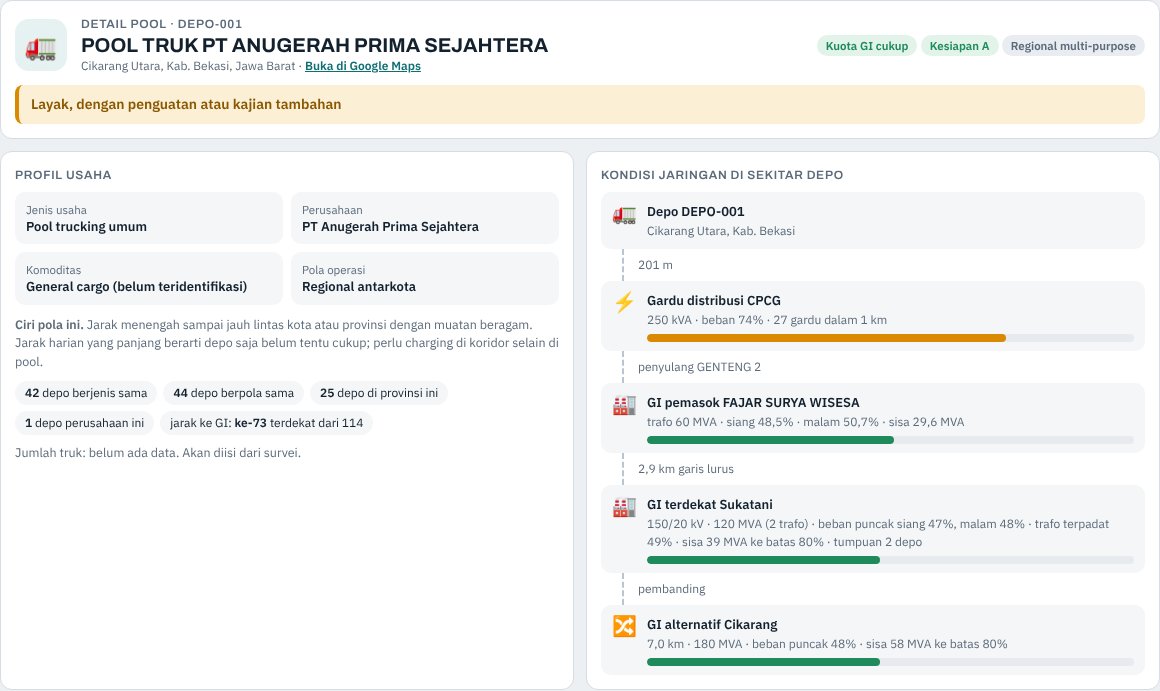 DETAIL POOL · DEPO-001
POOL TRUK PT ANUGERAH PRIMA SEJAHTERA
Cikarang Utara, Kab. Bekasi, Jawa Barat · Buka di Google Maps
Kuota GI cukup
Kesiapan A
Regional multi-purpose
Layak, dengan penguatan atau kajian tambahan
PROFIL USAHA
Jenis usaha
Pool trucking umum
Perusahaan
PT Anugerah Prima Sejahtera
Komoditas
General cargo (belum teridentifikasi)
Pola operasi
Regional antarkota
Ciri pola ini. Jarak menengah sampai jauh lintas kota atau provinsi dengan muatan beragam.
Jarak harian yang panjang berarti depo saja belum tentu cukup; perlu charging di koridor selain di
pool.
42 depo berjenis sama
44 depo berpola sama
25 depo di provinsi ini
1 depo perusahaan ini
jarak ke GI: ke-73 terdekat dari 114
Jumlah truk: belum ada data. Akan diisi dari survei.
KONDISI JARINGAN DI SEKITAR DEPO
Depo DEPO-001
Cikarang Utara, Kab. Bekasi
201 m
Gardu distribusi CPCG
250 kVA · beban 74% · 27 gardu dalam 1 km
penyulang GENTENG 2
GI pemasok FAJAR SURYA WISESA
trafo 60 MVA · siang 48,5% · malam 50,7% · sisa 29,6 MVA
2,9 km garis lurus
GI terdekat Sukatani
150/20 kV · 120 MVA (2 trafo) · beban puncak siang 47%, malam 48% · trafo terpadat
49% · sisa 39 MVA ke batas 80% · tumpuan 2 depo
pembanding
GI alternatif Cikarang
7,0 km · 180 MVA · beban puncak 48% · sisa 58 MVA ke batas 80%